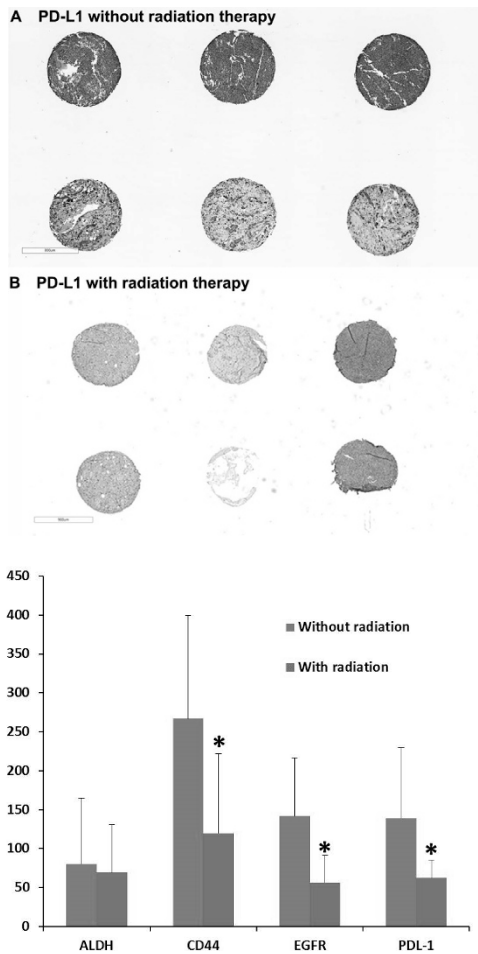 A PD-L1 without radiation therapy
B PD-L1 with radiation therapy
450
400
350
300
250
200
150
100
50
0
Without radiation
With radiation
*
*
*
ALDH CD44 EGFR PDL-1